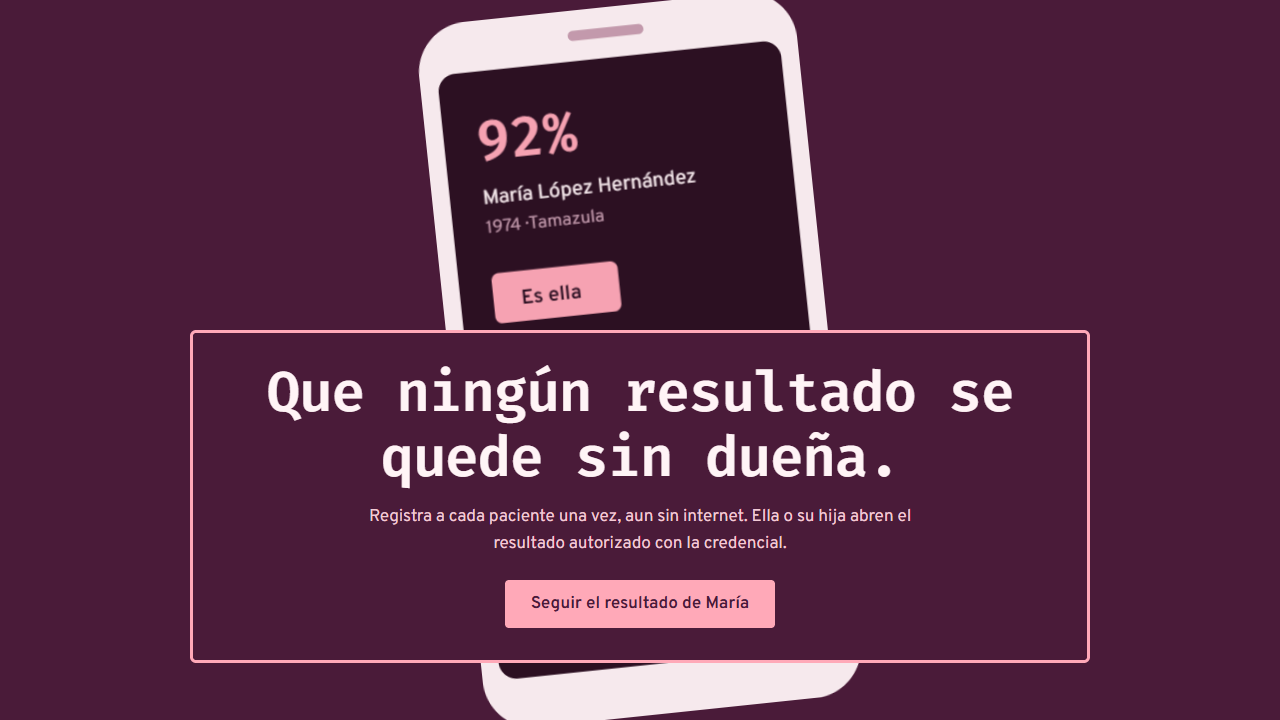 92%
María López Hernández
1974 · Tamazula
Es ella
Que ningún resultado se
quede sin dueña.
Registra a cada paciente una vez, aun sin internet. Ella o su hija abren el
resultado autorizado con la credencial.
Seguir el resultado de María